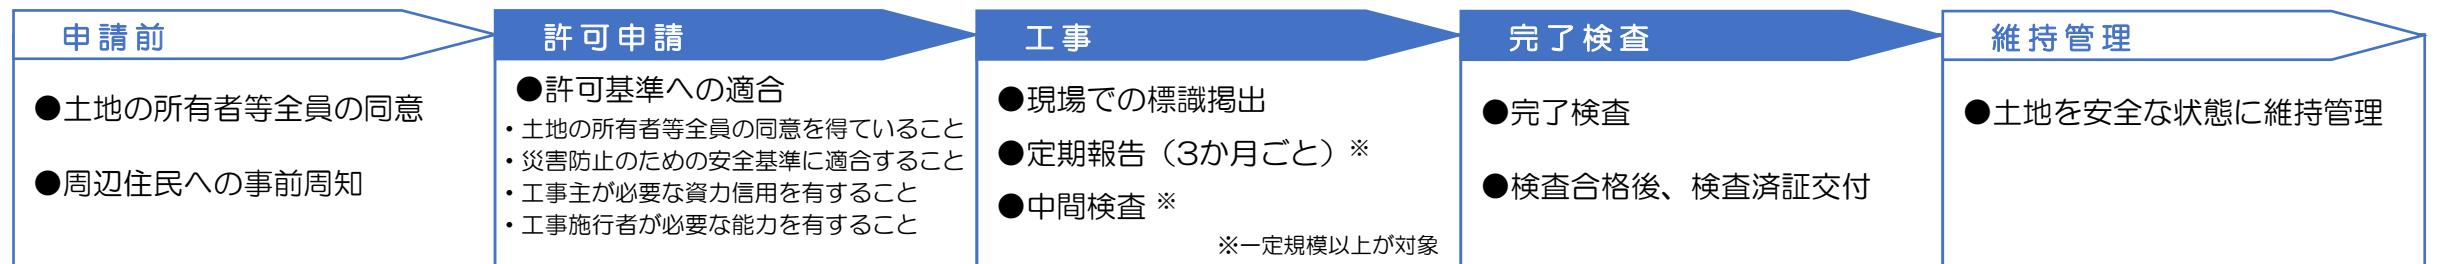 申請前
●土地の所有者等全員の同意
●周辺住民への事前周知
許可申請
●許可基準への適合
・土地の所有者等全員の同意を得ていること
・災害防止のための安全基準に適合すること
・工事主が必要な資力信用を有すること
・工事施行者が必要な能力を有すること
工事
●現場での標識掲出
●定期報告（3か月ごと）※
●中間検査 ※
※一定規模以上が対象
完了検査
●完了検査
●検査合格後、検査済証交付
維持管理
●土地を安全な状態に維持管理